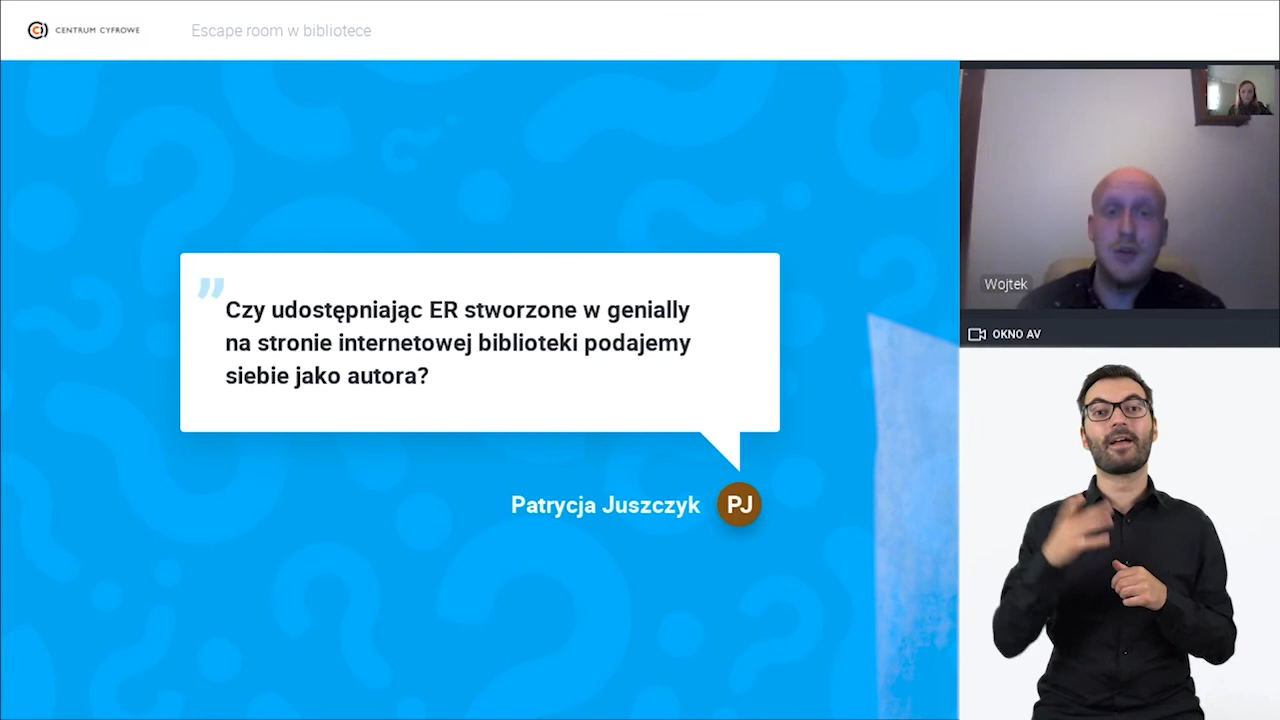 CENTRUM CYFROWE
Escape room w bibliotece
Czy udostępniając ER stworzone w genially
na stronie internetowej biblioteki podajemy
siebie jako autora?
Patrycja Juszczyk
PJ
Wojtek
OKNO AV